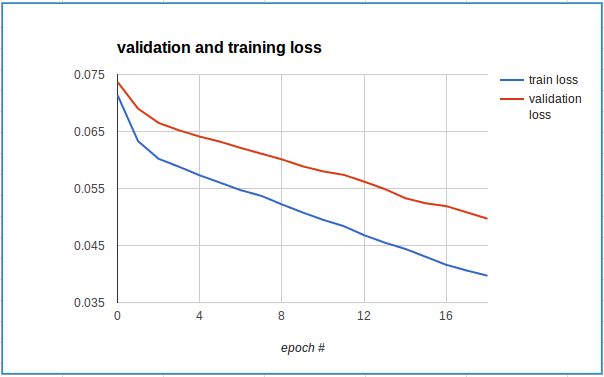 validation and training loss
0.075
0.065
0.055
0.045
0.035
0 4 8 12 16
epoch #
train loss
validation
loss